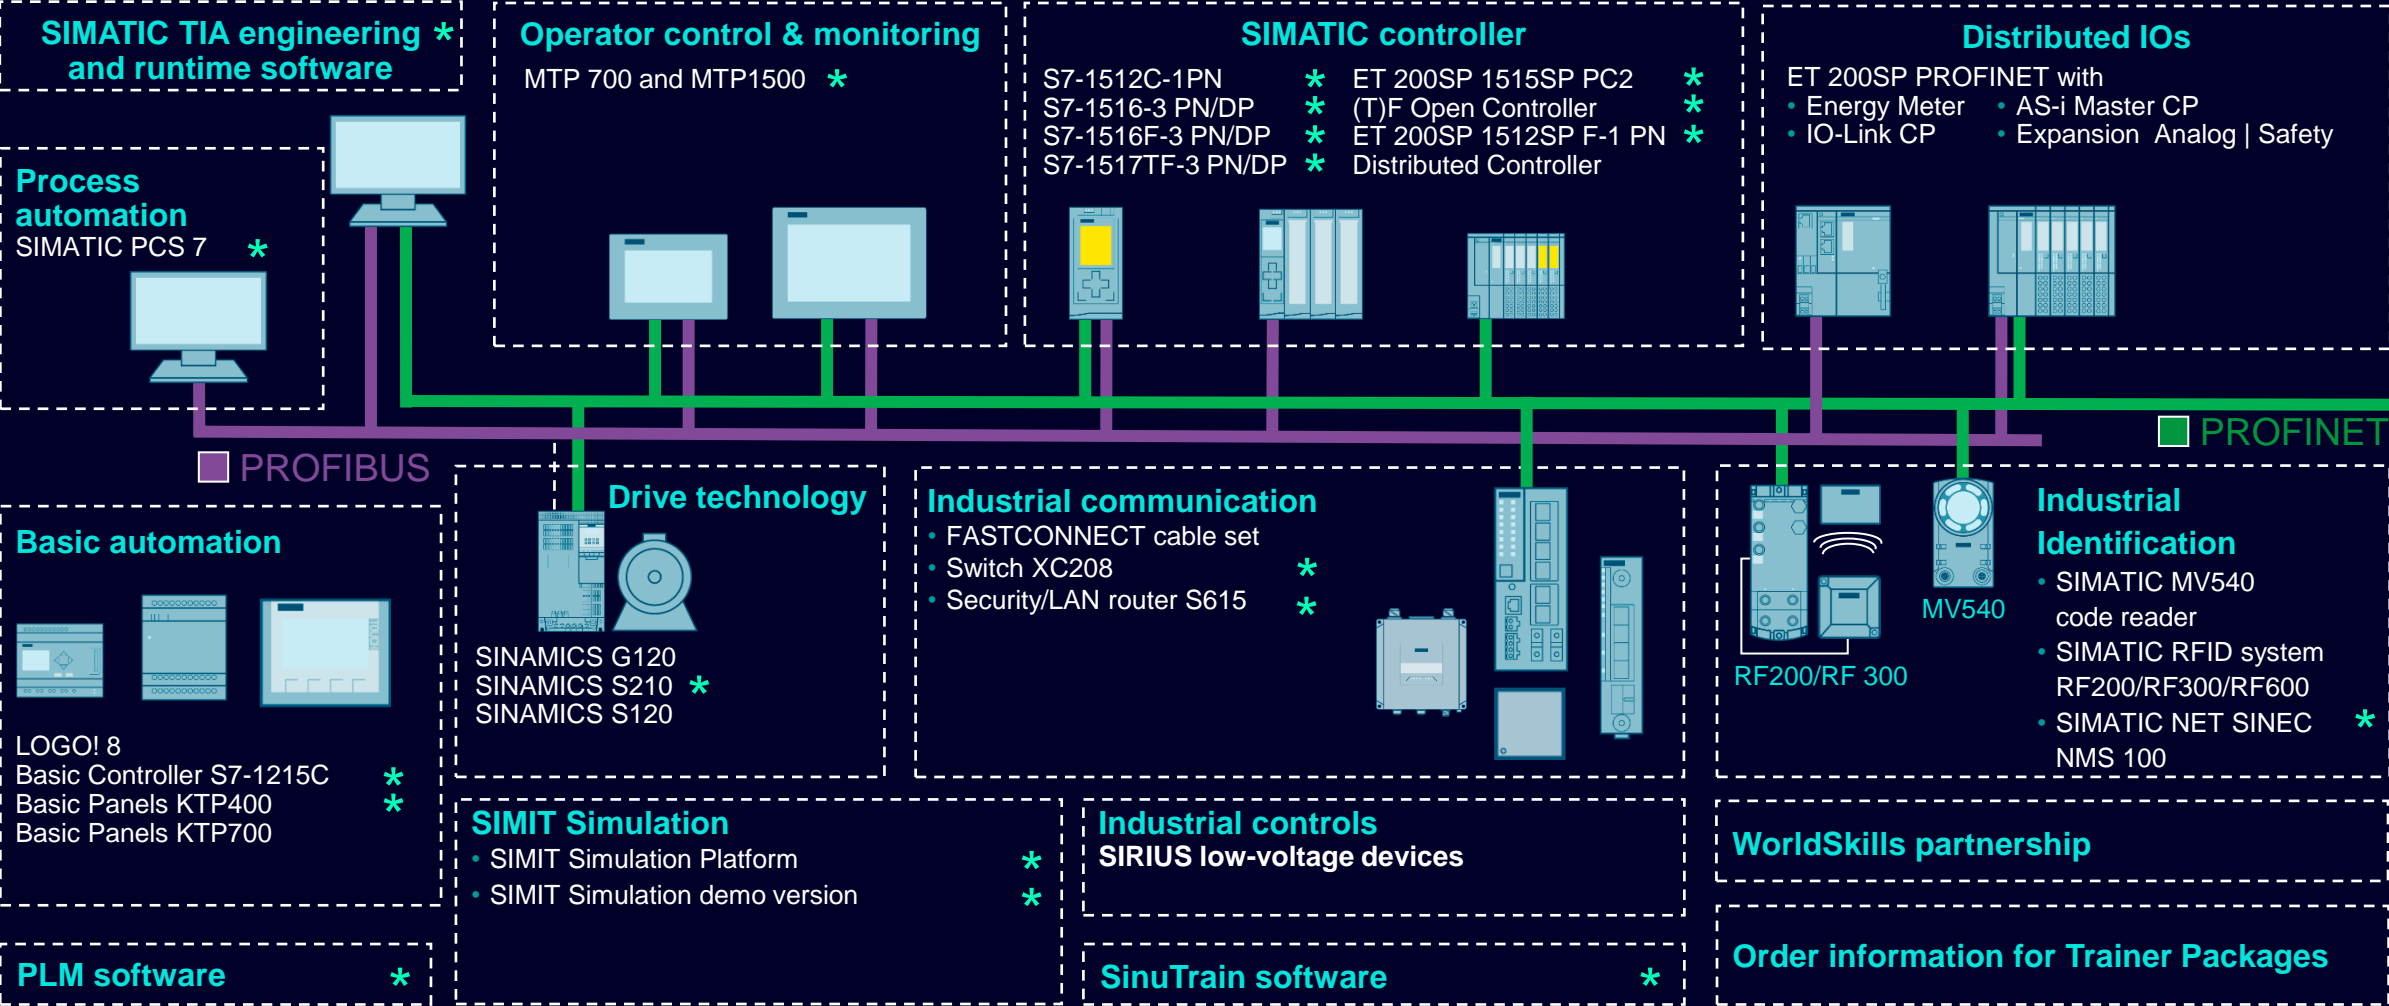 SIMATIC TIA engineering *
and runtime software
Process
automation
SIMATIC PCS 7 *
Operator control & monitoring
MTP 700 and MTP1500 *
SIMATIC controller
S7-1512C-1PN *
S7-1516-3 PN/DP *
S7-1516F-3 PN/DP *
S7-1517TF-3 PN/DP *
ET 200SP 1515SP PC2 *
(T)F Open Controller *
ET 200SP 1512SP F-1 PN *
Distributed Controller
Distributed IOs
ET 200SP PROFINET with
• Energy Meter
• IO-Link CP
• AS-i Master CP
• Expansion Analog | Safety
PROFIBUS
PROFINET
Basic automation
LOGO! 8
Basic Controller S7-1215C *
Basic Panels KTP400 *
Basic Panels KTP700
Drive technology
SINAMICS G120
SINAMICS S210 *
SINAMICS S120
Industrial communication
• FASTCONNECT cable set
• Switch XC208 *
• Security/LAN router S615 *
RF200/RF 300
MV540
Industrial
Identification
• SIMATIC MV540
code reader
• SIMATIC RFID system
RF200/RF300/RF600
• SIMATIC NET SINEC *
NMS 100
SIMIT Simulation
• SIMIT Simulation Platform *
• SIMIT Simulation demo version *
Industrial controls
SIRIUS low-voltage devices
WorldSkills partnership
PLM software *
SinuTrain software *
Order information for Trainer Packages